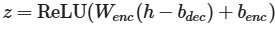 z = ReLU(W_{enc}(h - b_{dec}) + b_{enc})